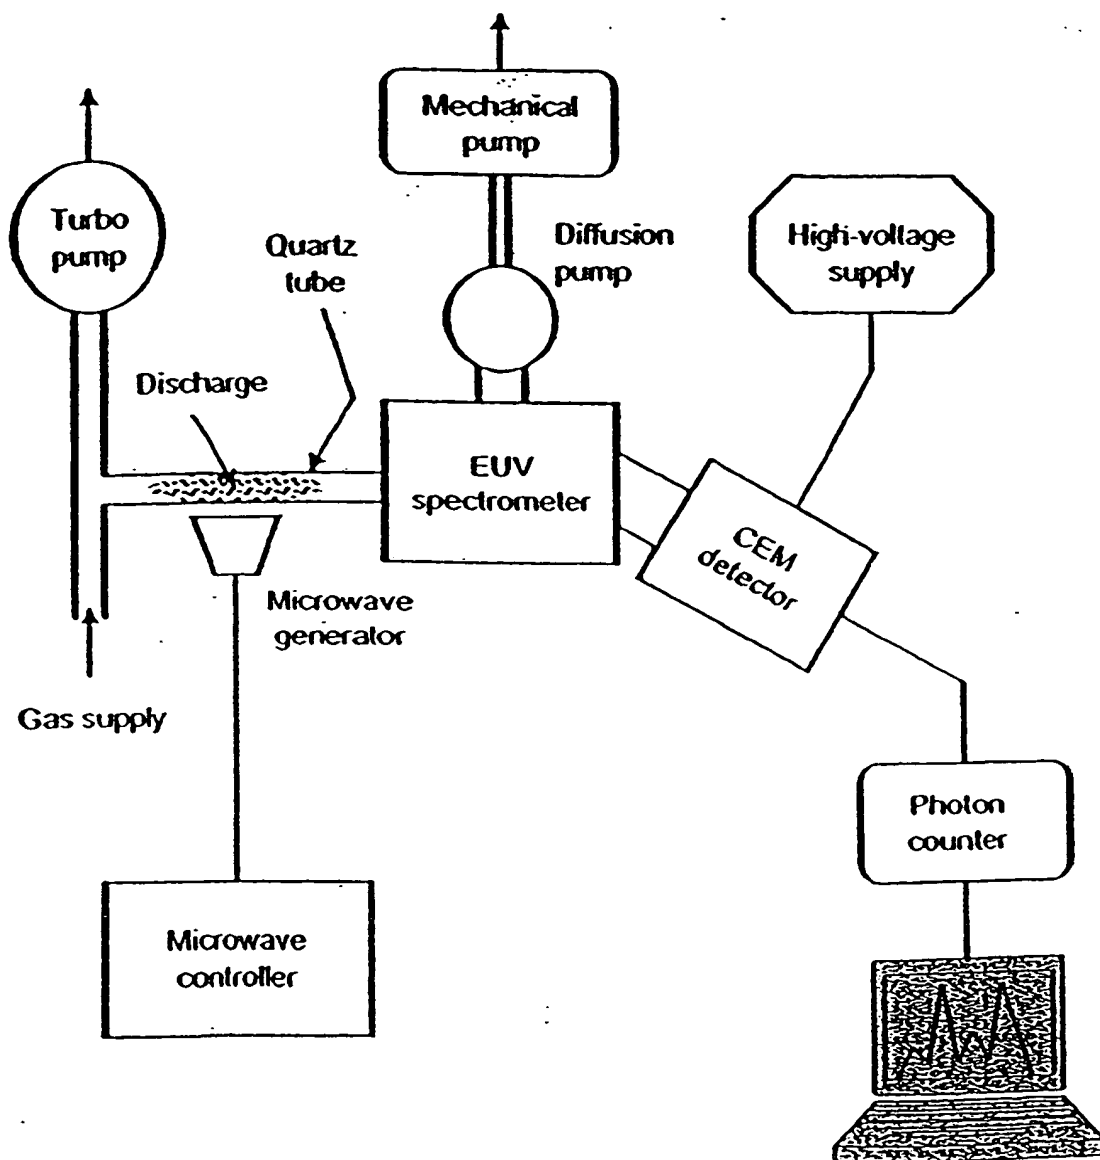 Mechanical
pump
Turbo
pump
Quartz
tube
Diffusion
pump
High-voltage
supply
Discharge
EUV
spectrometer
CEM
detector
Microwave
generator
Gas supply
Photon
counter
Microwave
controller